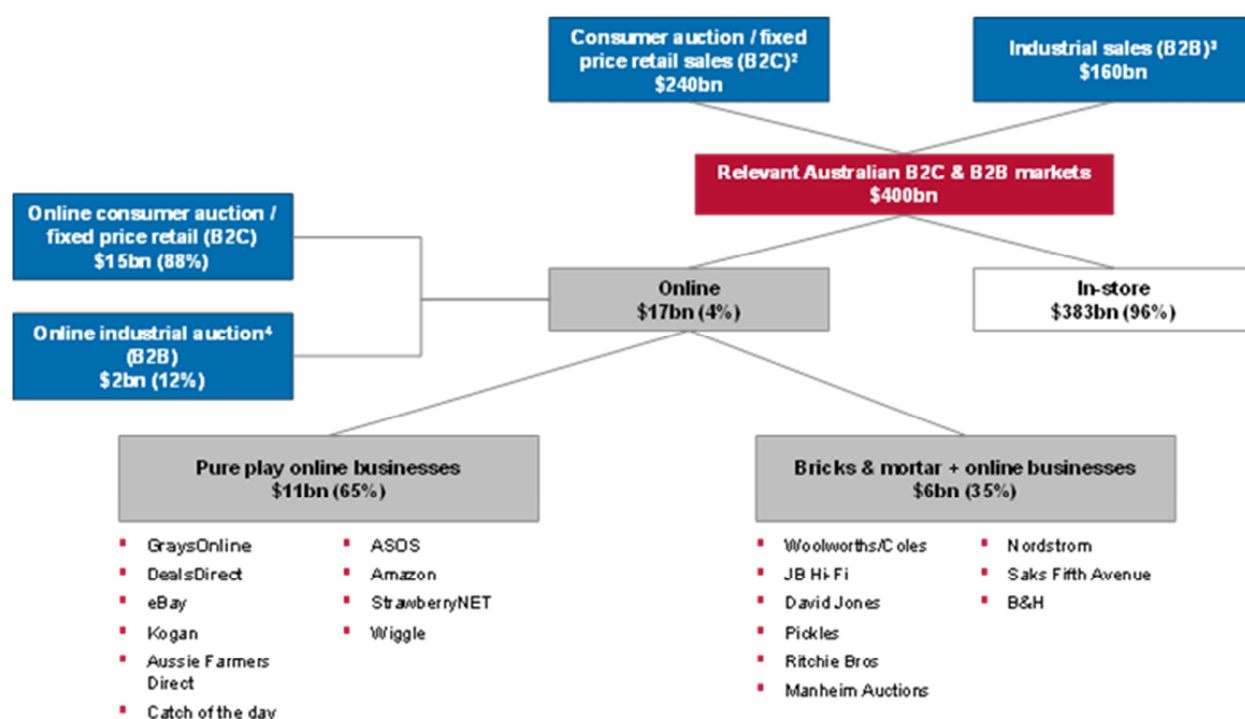 Consumer auction / fixed
price retail sales (B2C)²
$240bn
Industrial sales (B2B)³
$160bn
Relevant Australian B2C & B2B markets
$400bn
Online consumer auction /
fixed price retail (B2C)
$15bn (88%)
Online
$17bn (4%)
In-store
$383bn (96%)
Online industrial auction⁴
(B2B)
$2bn (12%)
Pure play online businesses
$11bn (65%)
GraysOnline
DealsDirect
eBay
Kogan
Aussie Farmers
Direct
Catch of the day
ASOS
Amazon
StrawberryNET
Wiggle
Bricks & mortar + online businesses
$6bn (35%)
Woolworths/Coles
JB Hi-Fi
David Jones
Pickles
Ritchie Bros
Manheim Auctions
Nordstrom
Saks Fifth Avenue
B&H